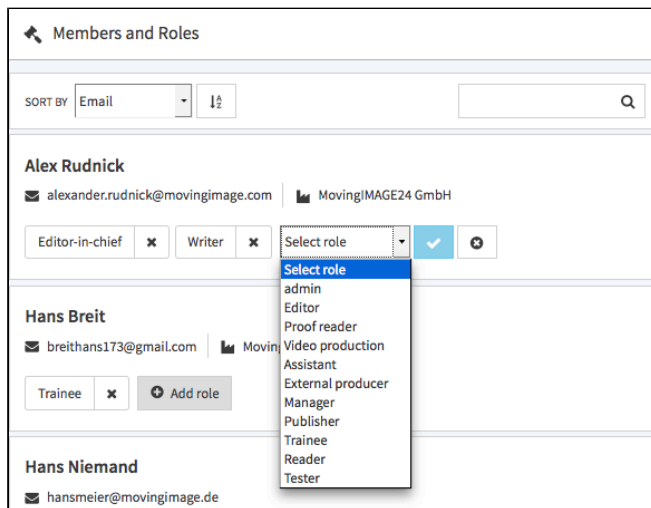 Members and Roles
SORT BY Email
Alex Rudnick
alexander.rudnick@movingimage.com MovingIMAGE24 GmbH
Editor-in-chief Writer Select role
Select role
admin
Editor
Proof reader
Video production
Assistant
External producer
Manager
Publisher
Trainee
Reader
Tester
Hans Breit
breithans173@gmail.com
Trainee Add role
Hans Niemand
hansmeier@movingimage.de